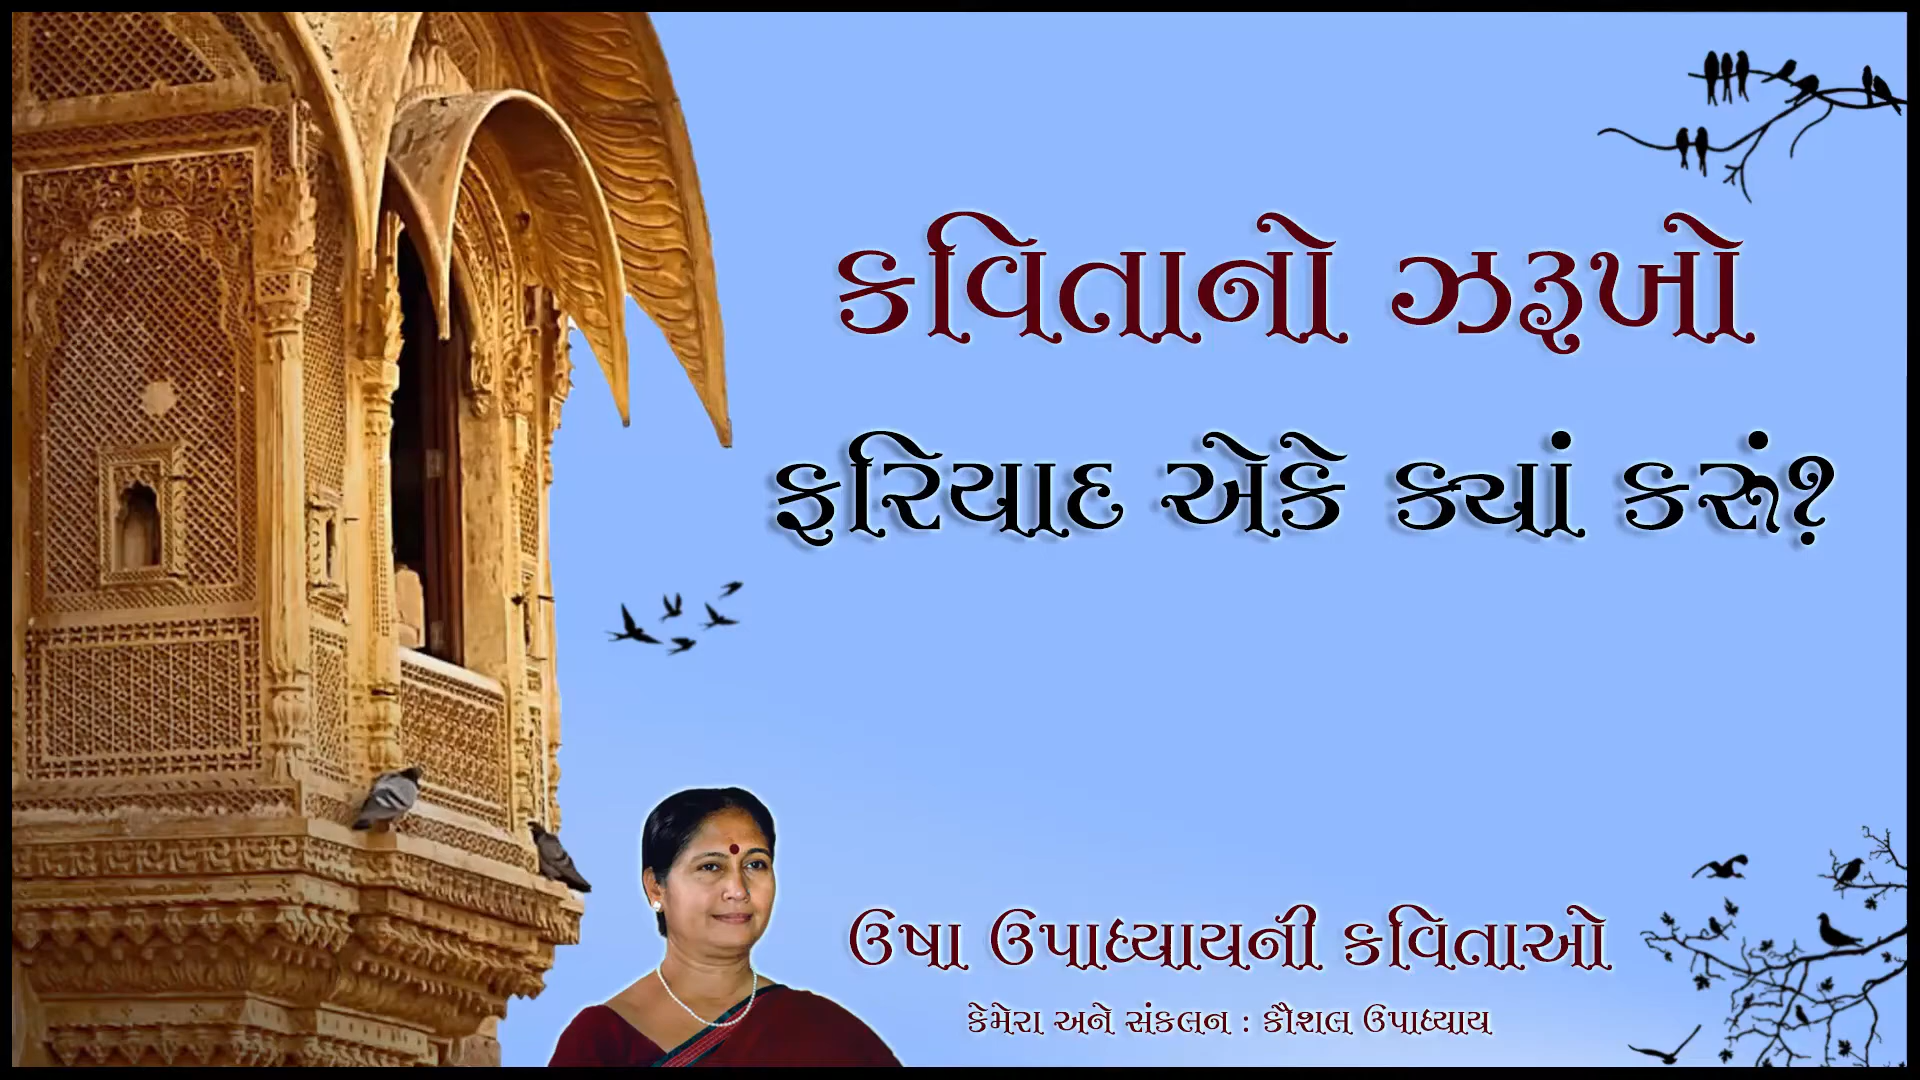 કવિતાનો ઝરૂખો
ફરિયાદ એકે ક્યાં કરું?
ઉષા ઉપાધ્યાયની કવિતાઓ
કેમેરા અને સંકલન : કૌશલ ઉપાધ્યાય